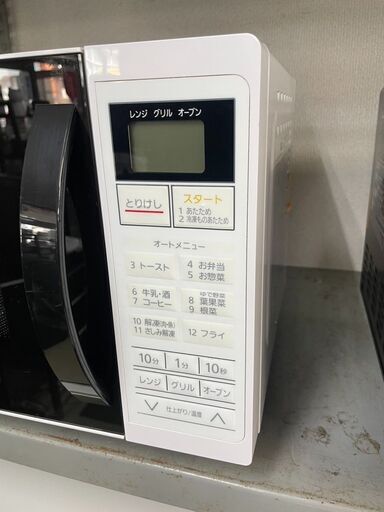 レンジ グリル オーブン
とりけし
スタート
1 あたため
2 冷凍ものあたため
オートメニュー
3 トースト
4 お弁当
5 お惣菜
6 牛乳・酒
7 コーヒー
ゆで野菜
8 葉果菜
9 根菜
10 解凍(肉・魚)
11 さしみ解凍
12 フライ
10分 1分 10秒
レンジ グリル オーブン
仕上がり/温度